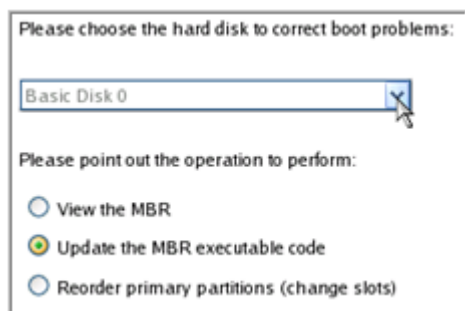 Please choose the hard disk to correct boot problems:
Basic Disk 0
Please point out the operation to perform:
View the MBR
Update the MBR executable code
Reorder primary partitions (change slots)